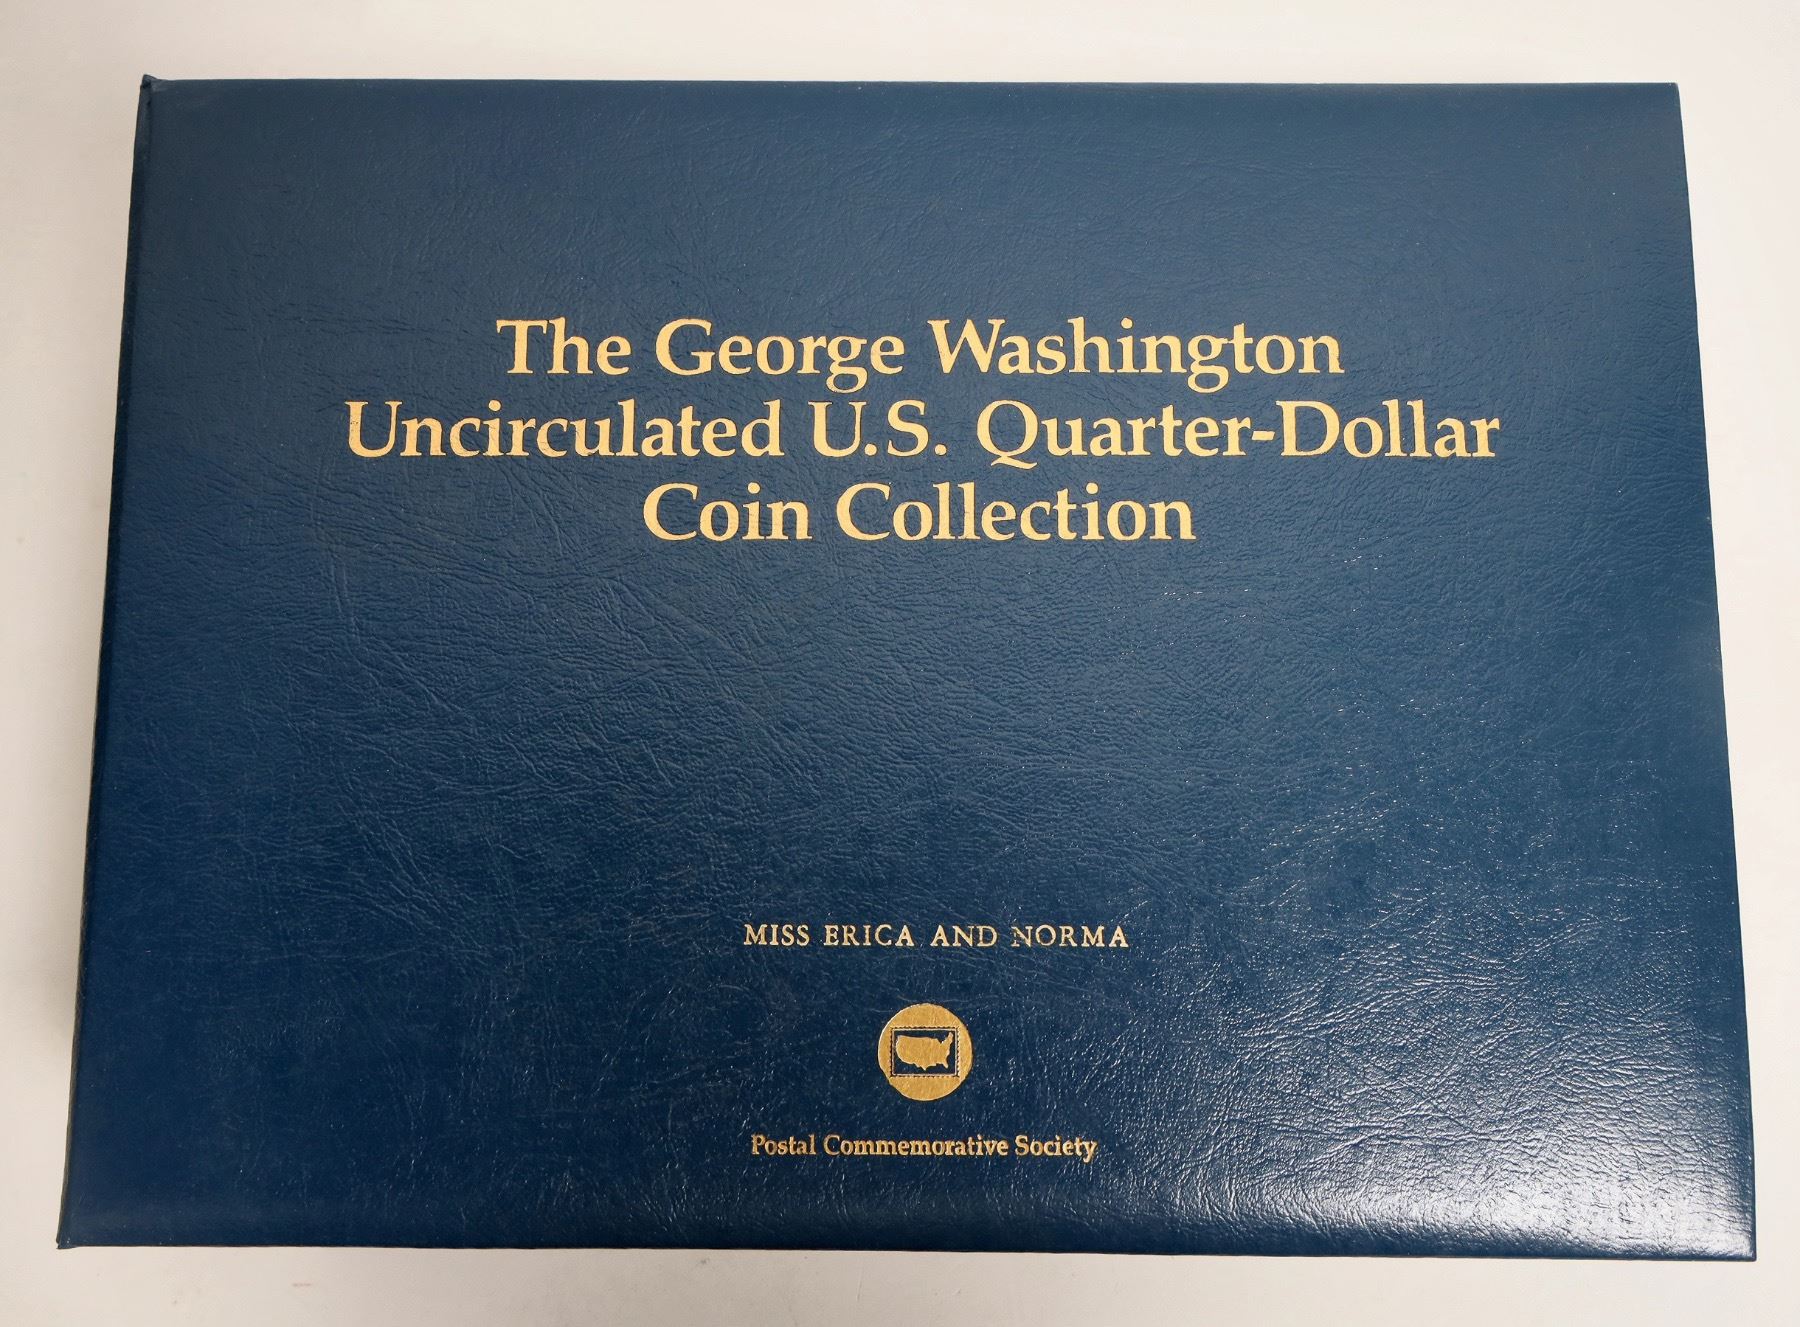 The George Washington
Uncirculated U.S. Quarter-Dollar
Coin Collection
MISS ERICA AND NORMA
Postal Commemorative Society